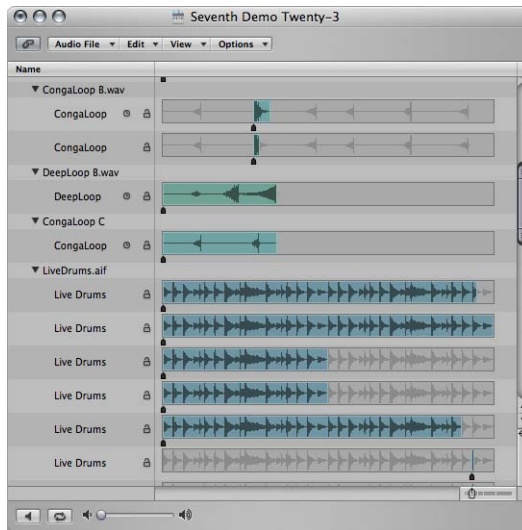 Seventh Demo Twenty-3
Audio File Edit View Options
Name
CongaLoop B.wav
CongaLoop
CongaLoop
DeepLoop B.wav
DeepLoop
CongaLoop C
CongaLoop
LiveDrums.aif
Live Drums
Live Drums
Live Drums
Live Drums
Live Drums
Live Drums